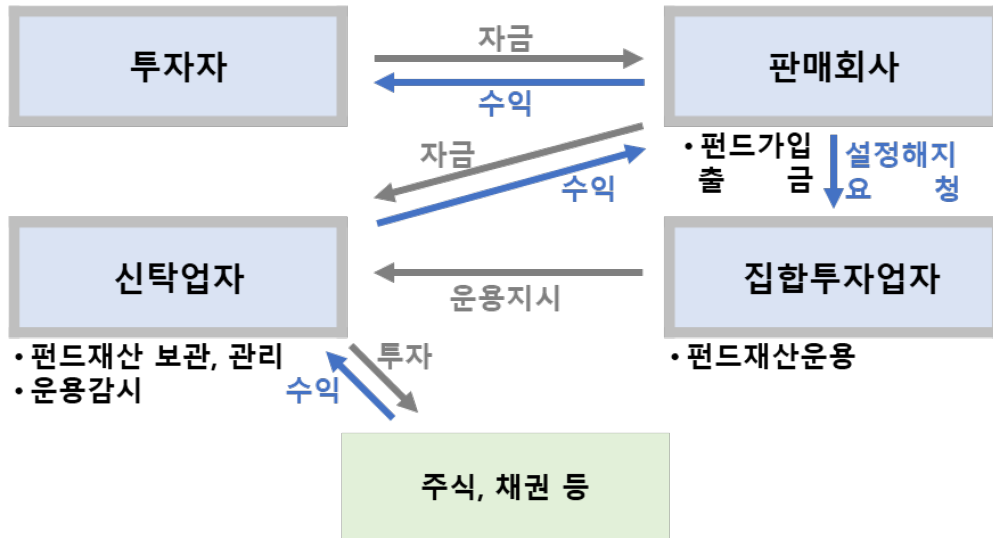 투자자
자금
수익
판매회사
자금
수익
• 펀드가입
출 금
설정해지
요 청
신탁업자
운용지시
집합투자업자
• 펀드재산 보관, 관리
• 운용감시
투자
수익
• 펀드재산운용
주식, 채권 등